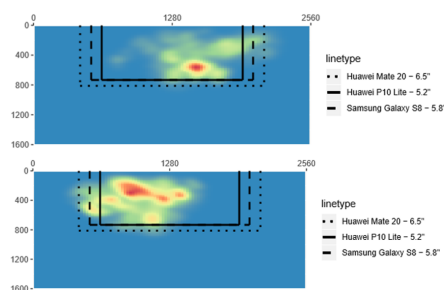 0 1280 2560
0
400
800
1200
1600
linetype
Huawei Mate 20 – 6.5"
Huawei P10 Lite – 5.2"
Samsung Galaxy S8 – 5.8"
0 1280 2560
0
400
800
1200
1600
linetype
Huawei Mate 20 – 6.5"
Huawei P10 Lite – 5.2"
Samsung Galaxy S8 – 5.8"